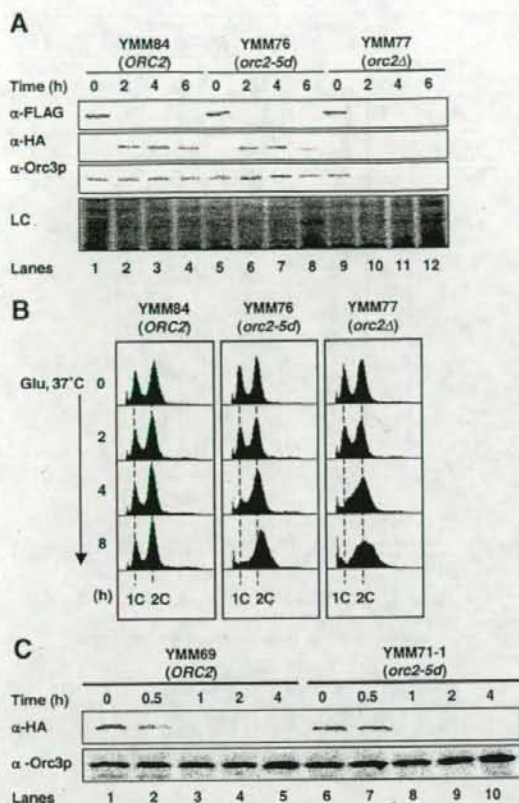 A
YMM84 YMM76 YMM77
(ORC2) (orc2-5d) (orc2Δ)
Time (h) 0 2 4 6 0 2 4 6 0 2 4 6
α-FLAG
α-HA
α-Orc3p
LC
Lanes 1 2 3 4 5 6 7 8 9 10 11 12
B
YMM84 YMM76 YMM77
(ORC2) (orc2-5d) (orc2Δ)
Glu, 37˚C 0
2
4
8
(h) 1C 2C 1C 2C 1C 2C
C
YMM69 YMM71-1
(ORC2) (orc2-5d)
Time (h) 0 0.5 1 2 4 0 0.5 1 2 4
α-HA
α-Orc3p
Lanes 1 2 3 4 5 6 7 8 9 10